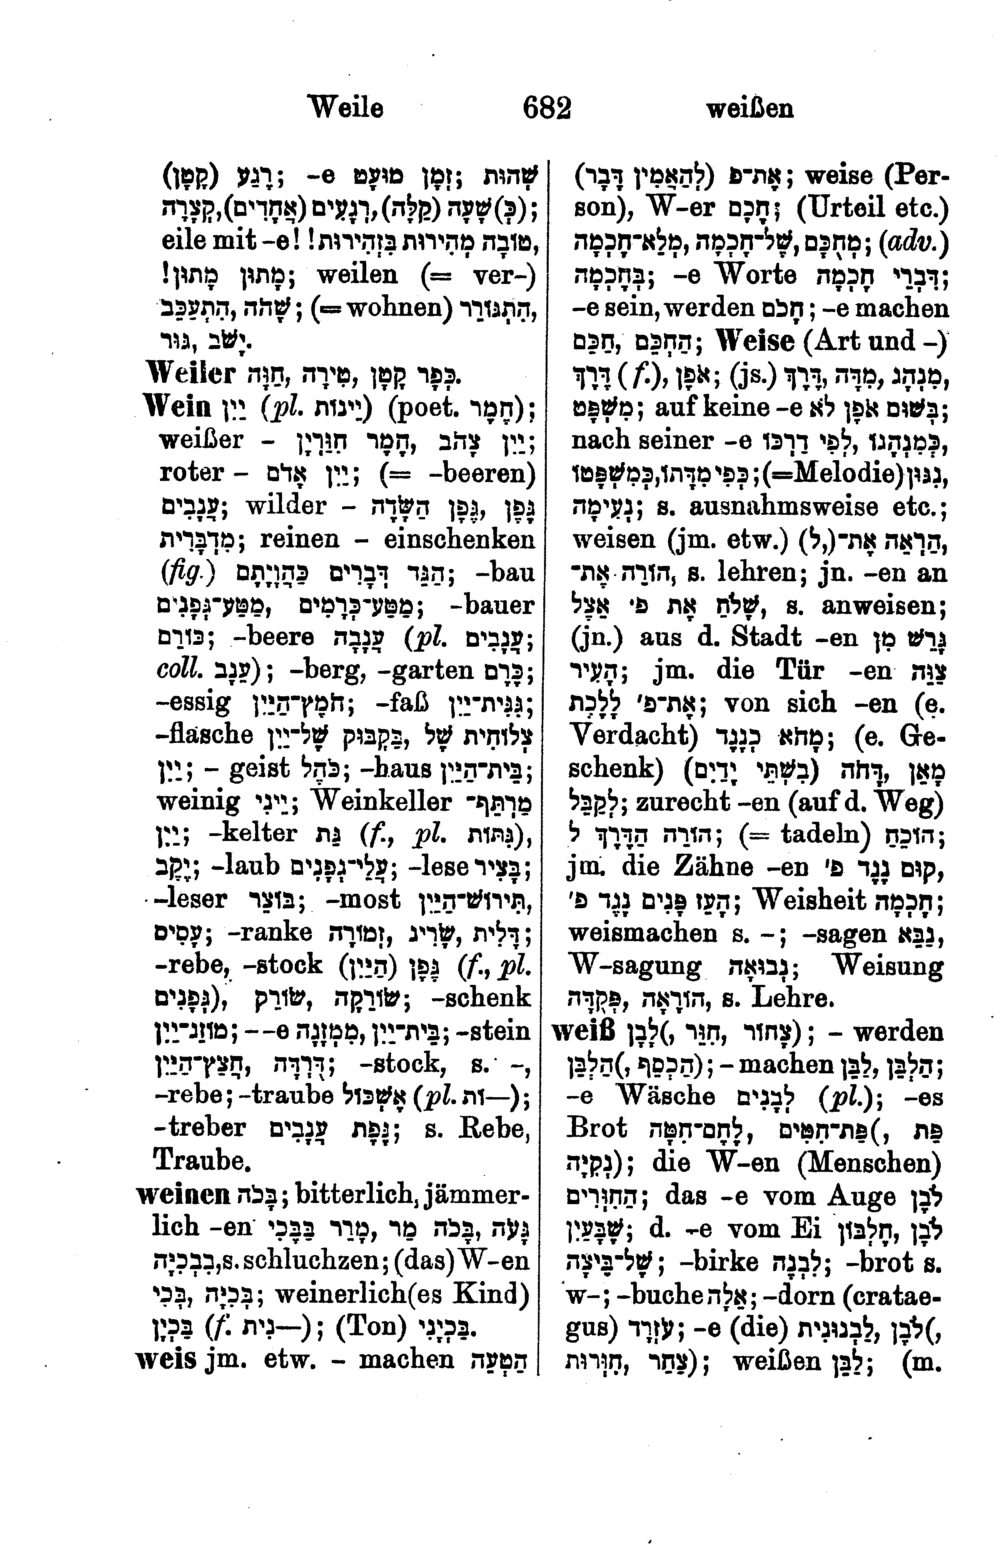 Weile 682 weißen
שְׁהוּת; זְמַן מוּעָט e–; רֶגַע (קָטָן)
(כְּ)שָׁעָה (קַלָּה), רְגָעִים (אֲחָדִים), קְצָרָה;
eile mit –e! טוֹבָה מְהִירוּת בִּזְהִירוּת!,
מָתוּן מָתוּן!; weilen (= ver–)
שָׁהֹה, הִתְעַכֵּב; (= wohnen) הִתְגּוֹרֵר,
יָשֹׁב, גּוּר.
Weiler כְּפָר קָטָן, טִירָה, חַוָּה.
Wein יַיִן (pl. יֵינוֹת) (poet. חֶמֶר);
weißer – יַיִן צָהֹב, חֲמַר חִוַּרְיָן;
roter – יַיִן אָדֹם; (= –beeren)
עֲנָבִים; wilder – גֶּפֶן, גֶּפֶן הַשָּׂדֶה
מִדְבָּרִית; reinen – einschenken
(fig.) הַגֵּד דְּבָרִים כַּהֲוָיָתָם; –bau
מַטַּע־כְּרָמִים, מַטַּע־גְּפָנִים; –bauer
כּוֹרֵם; –beere עֲנָבָה (pl. עֲנָבִים;
coll. עֵנָב); –berg, –garten כֶּרֶם;
–essig חֹמֶץ־הַיַּיִן; –faß גִּגִּית־יַיִן;
–flasche צְלוֹחִית שֶׁל, בַּקְבּוּק שֶׁל־יַיִן
יַיִן; – geist כֹּהֶל; –haus בֵּית־הַיַּיִן;
weinig יֵינִי; Weinkeller מַרְתֵּף־
יַיִן; –kelter גַּת (f., pl. גִּתּוֹת),
יֶקֶב; –laub עֲלֵי־גְפָנִים; –lese בָּצִיר;
–leser בּוֹצֵר; –most תִּירוֹשׁ־הַיַּיִן,
עָסִיס; –ranke דָּלִית, שָׂרִיג, זְמוֹרָה;
–rebe, –stock גֶּפֶן (הַיַּיִן) (f., pl.
גְּפָנִים), שׂוֹרֵק, שׂוֹרֵקָה; –schenk
מוֹזֵג־יַיִן; ––e בֵּית־יַיִן, מִמְזָגָה; –stein
דֻּרְדָּה, חֲצַץ־הַיַּיִן; –stock, s. –,
–rebe; –traube אֶשְׁכּוֹל (pl. —וֹת);
–treber גֶּפֶת עֲנָבִים; s. Rebe,
Traube.
weinen בָּכֹה; bitterlich, jämmer-
lich –en גָּעֹה, בָּכֹה מַר, מָרֵר בַּבֶּכִי
בִּבְכִיָּה, s. schluchzen; (das) W–en
בְּכִיָּה, בֶּכִי; weinerlich(es Kind)
בַּכְיָן (f. —נִית); (Ton) בַּכְיָנִי.
weis jm. etw. – machen הַטְעֵה
אֶת־פ (לְהַאֲמִין דָּבָר); weise (Per-
son), W–er חָכָם; (Urteil etc.)
מְחֻכָּם, שֶׁל־חָכְמָה, מְלֵא־חָכְמָה; (adv.)
בְּחָכְמָה; –e Worte דִּבְרֵי חָכְמָה;
–e sein, werden חָכֹם; –e machen
הַחְכֵּם, חַכֵּם; Weise (Art und –)
דֶּרֶךְ (f.), אֹפֶן; (js.) מִנְהָג, מִדָּה, דֶּרֶךְ,
מִשְׁפָּט; auf keine –e בְּשׁוּם אֹפֶן לֹא;
nach seiner –e כְּמִנְהָגוֹ, לְפִי דַרְכּוֹ,
כְּפִי מִדָּתוֹ, כְּמִשְׁפָּטוֹ; (= Melodie) נִגּוּן,
נְעִימָה; s. ausnahmsweise etc.;
weisen (jm. etw.) הַרְאֵה אֶת־(,לְ),
הוֹרֵה אֶת־, s. lehren; jn. –en an
שָׁלֹחַ אֶת פ' אֵצֶל, s. anweisen;
(jn.) aus d. Stadt –en גָּרֵשׁ מִן
הָעִיר; jm. die Tür –en צַוֵּה
אֶת־פ' לָלֶכֶת; von sich –en (e.
Verdacht) מָחֹא כְנֶגֶד; (e. Ge-
schenk) מָאֵן, דָּחֹה (בִּשְׁתֵּי יָדַיִם)
לְקַבֵּל; zurecht –en (auf d. Weg)
הוֹרֵה הַדֶּרֶךְ לְ; (= tadeln) הוֹכֵחַ;
jm. die Zähne –en קוּם נֶגֶד פ',
הָעֵז פָּנִים נֶגֶד פ'; Weisheit חָכְמָה;
weismachen s. –; –sagen נַבֵּא,
W–sagung נְבוּאָה; Weisung
הוֹרָאָה, פְּקֻדָּה, s. Lehre.
weiß לָבָן(, צָחוֹר, חִוֵּר); – werden
הַלְבֵּן(, הַכְסֵף); – machen הַלְבֵּן, לַבֵּן;
–e Wäsche לְבָנִים (pl.); –es
Brot לֶחֶם־חִטָּה, פַּת־חִטִּים(, פַּת
נְקִיָּה); die W–en (Menschen)
הַחִוְרִים; das –e vom Auge לֹבֶן
שֶׁבָּעַיִן; d. –e vom Ei לֹבֶן, חֶלְבּוֹן
שֶׁל־בֵּיצָה; –birke לִבְנֶה; –brot s.
w–; –buche אַלָּה; –dorn (cratae-
gus) עֻזְרָד; –e (die) לֹבֶן, לַבְנוּנִית(,
צַחַר, חִוְרוּת); weißen לַבֵּן; (m.